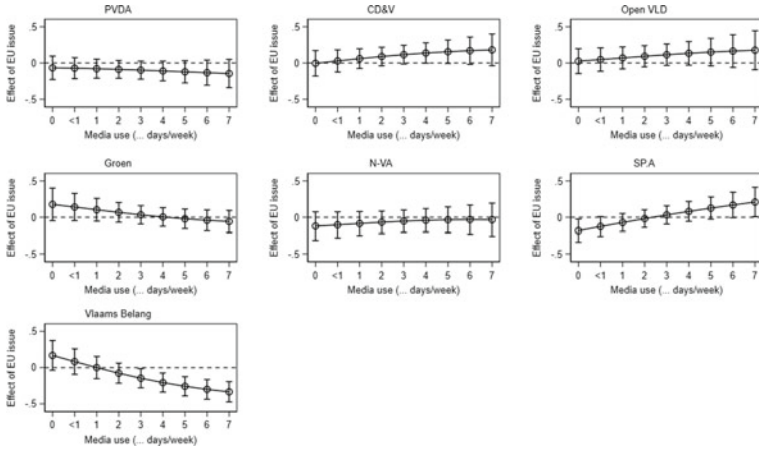 PVDA
Effect of EU issue
.5
0
-.5
0 <1 1 2 3 4 5 6 7
Media use (... days/week)
CD&V
Effect of EU issue
.5
0
-.5
0 <1 1 2 3 4 5 6 7
Media use (... days/week)
Open VLD
Effect of EU issue
.5
0
-.5
0 <1 1 2 3 4 5 6 7
Media use (... days/week)
Groen
Effect of EU issue
.5
0
-.5
0 <1 1 2 3 4 5 6 7
Media use (... days/week)
N-VA
Effect of EU issue
.5
0
-.5
0 <1 1 2 3 4 5 6 7
Media use (... days/week)
SP.A
Effect of EU issue
.5
0
-.5
0 <1 1 2 3 4 5 6 7
Media use (... days/week)
Vlaams Belang
Effect of EU issue
.5
0
-.5
0 <1 1 2 3 4 5 6 7
Media use (... days/week)